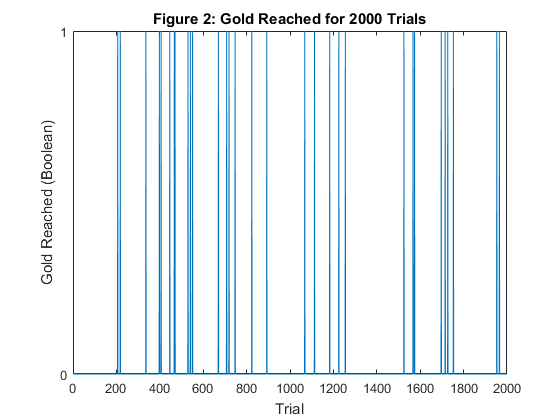 Figure 2: Gold Reached for 2000 Trials
1
Gold Reached (Boolean)
0
0 200 400 600 800 1000 1200 1400 1600 1800 2000
Trial